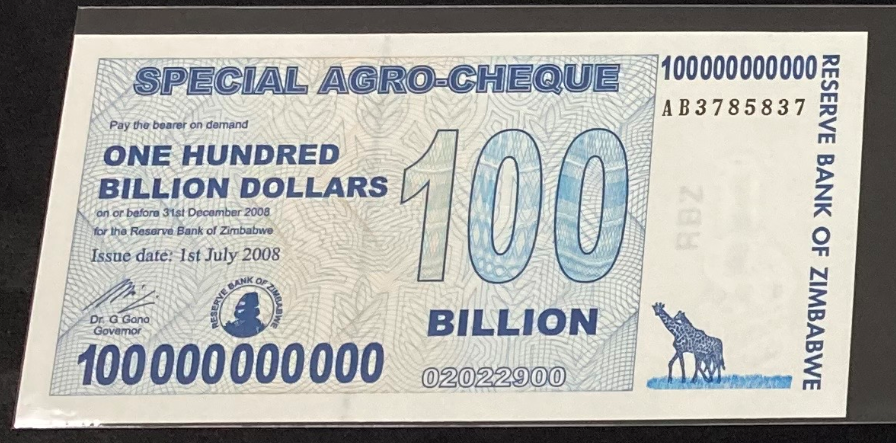 SPECIAL AGRO-CHEQUE
100000000000
AB3785837
Pay the bearer on demand
ONE HUNDRED
BILLION DOLLARS
on or before 31st December 2008
for the Reserve Bank of Zimbabwe
Issue date: 1st July 2008
100
BILLION
Dr. G Gono
Governor
RESERVE BANK OF ZIMBABWE
100000000000
02022900
RESERVE BANK OF ZIMBABWE
RBZ